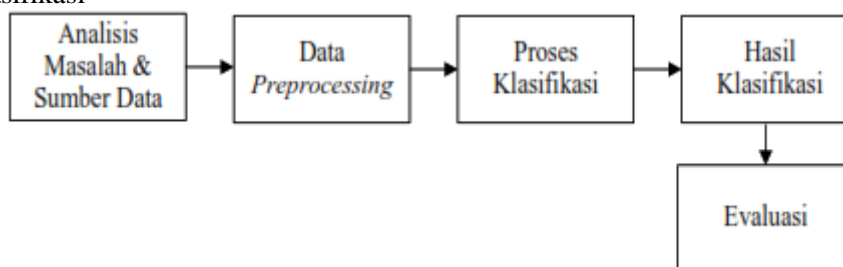 Analisis
Masalah &
Sumber Data
Data
Preprocessing
Proses
Klasifikasi
Hasil
Klasifikasi
Evaluasi